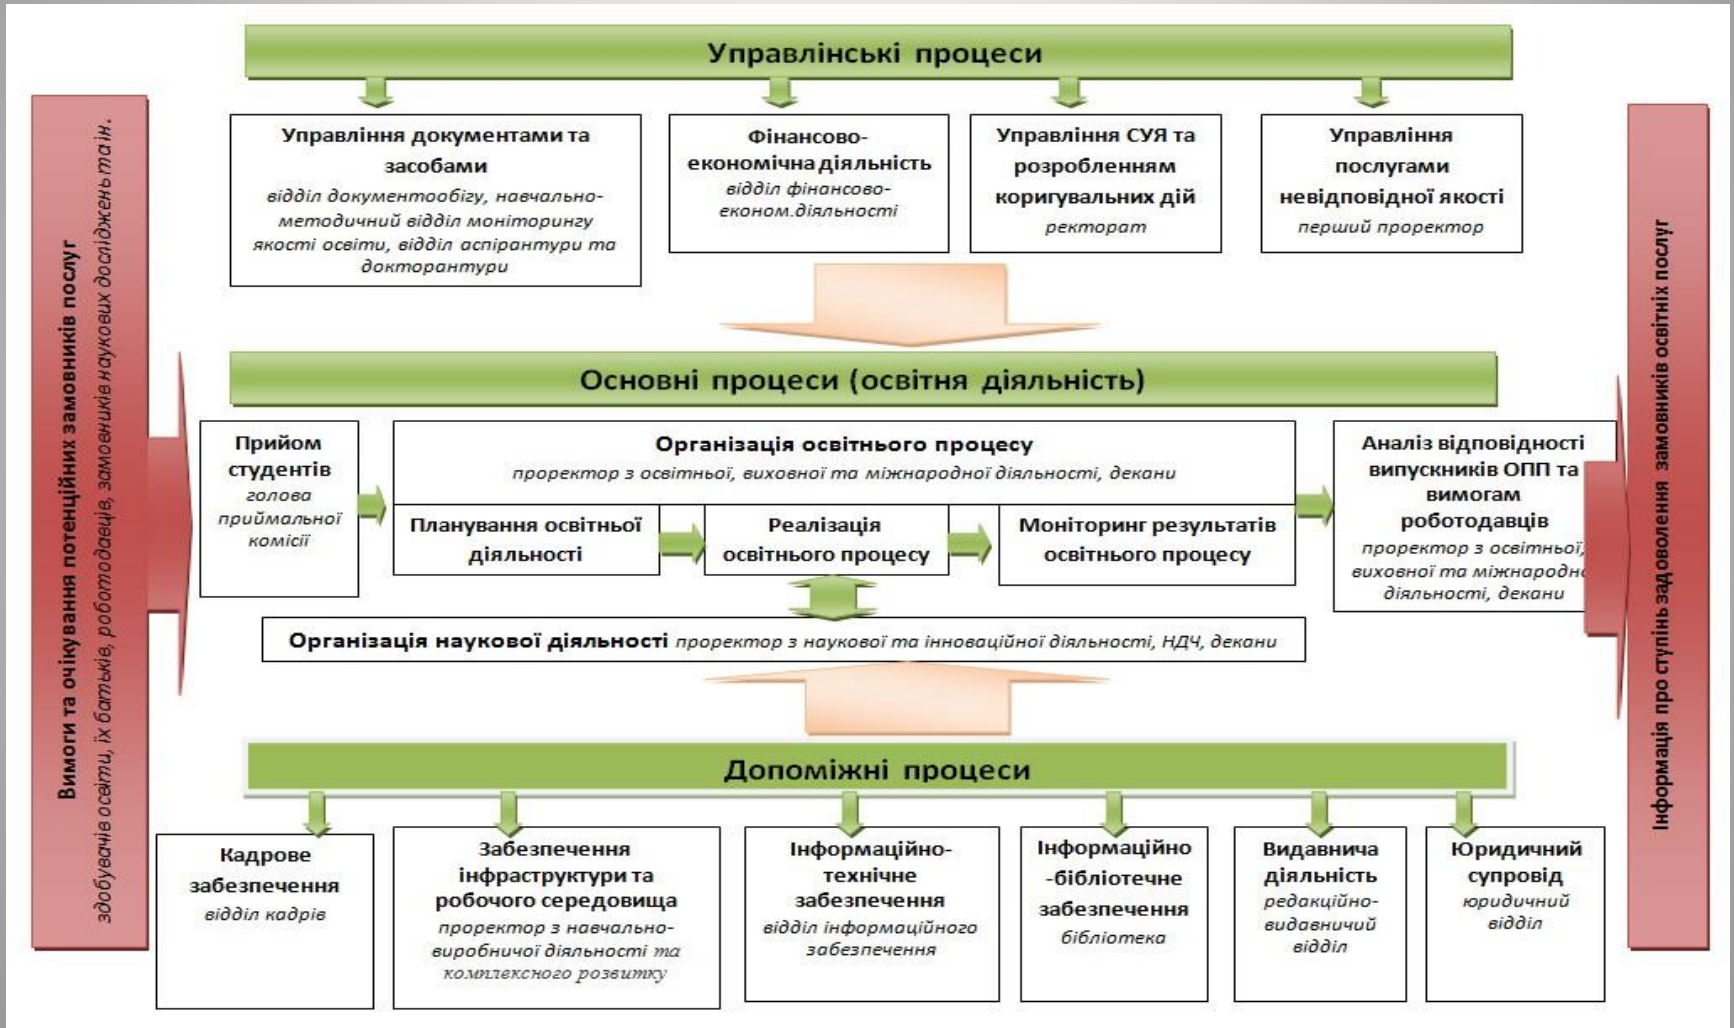 Управлінські процеси
Вимоги та очікування потенційних замовників послуг
здобувачів освіти, їх батьків, роботодавців, замовників наукових досліджень та ін.
Управління документами та
засобами
відділ документообігу, навчально-
методичний відділ моніторингу
якості освіти, відділ аспірантури та
докторантури
Фінансово-
економічна діяльність
відділ фінансово-
економ.діяльності
Управління СУЯ та
розробленням
коригувальних дій
ректорат
Управління
послугами
невідповідної якості
перший проректор
Основні процеси (освітня діяльність)
Прийом
студентів
голова
приймальної
комісії
Організація освітнього процесу
проректор з освітньої, виховної та міжнародної діяльності, декани
Планування освітньої
діяльності
Реалізація
освітнього процесу
Моніторинг результатів
освітнього процесу
Аналіз відповідності
випускників ОПП та
вимогам
роботодавців
проректор з освітньої,
виховної та міжнародно
діяльності, декани
Організація наукової діяльності проректор з наукової та інноваційної діяльності, НДЧ, декани
Допоміжні процеси
Кадрове
забезпечення
відділ кадрів
Забезпечення
інфраструктури та
робочого середовища
проректор з навчально-
виробничої діяльності та
комплексного розвитку
Інформаційно-
технічне
забезпечення
відділ інформаційного
забезпечення
Інформаційно
-бібліотечне
забезпечення
бібліотека
Видавнича
діяльність
редакційно-
видавничий
відділ
Юридичний
супровід
юридичний
відділ
Інформація про ступінь задоволення замовників освітніх послуг